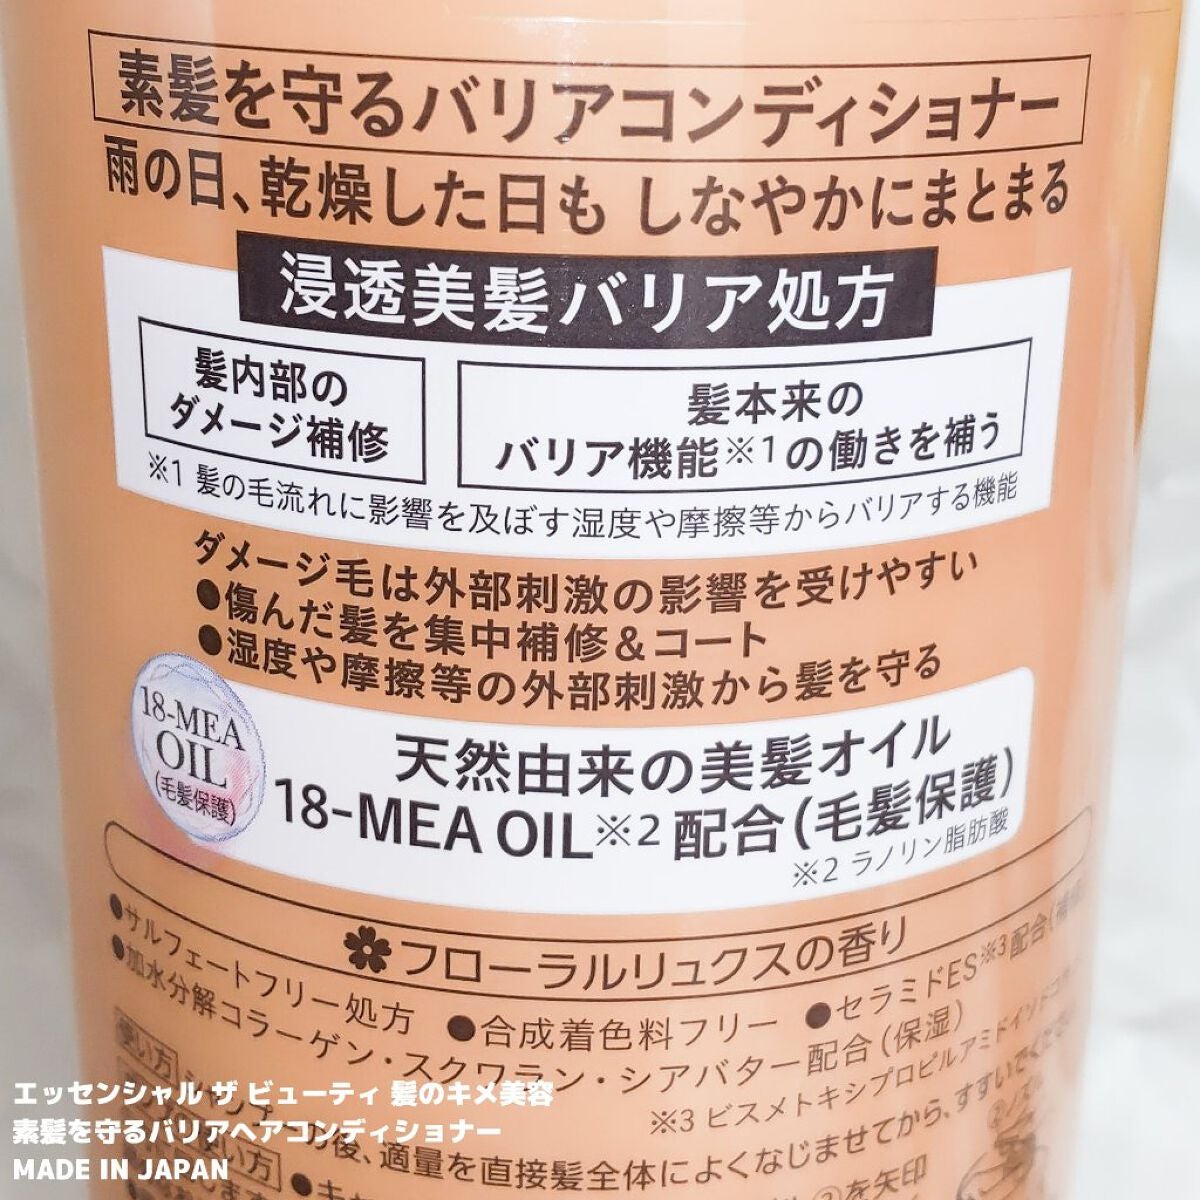 素髪を守るバリアコンディショナー
雨の日、乾燥した日も しなやかにまとまる
浸透美髪バリア処方
髪内部の
ダメージ補修
髪本来の
バリア機能※1の働きを補う
※1 髪の毛流れに影響を及ぼす湿度や摩擦等からバリアする機能
ダメージ毛は外部刺激の影響を受けやすい
●傷んだ髪を集中補修&コート
●湿度や摩擦等の外部刺激から髪を守る
18-MEA
OIL
(毛髪保護)
天然由来の美髪オイル
18-MEA OIL※2 配合(毛髪保護)
※2 ラノリン脂肪酸
フローラルリュクスの香り
●サルフェートフリー処方 ●合成着色料フリー ●セラミドES※3配合
●加水分解コラーゲン・スクワラン・シアバター配合(保湿)
※3 ビスメトキシプロピルアミドイソドコ
使い方 シャンプーの後、適量を直接髪全体によくなじませてから、すすいでください
を矢印
エッセンシャル ザ ビューティ 髪のキメ美容
素髪を守るバリアヘアコンディショナー
MADE IN JAPAN